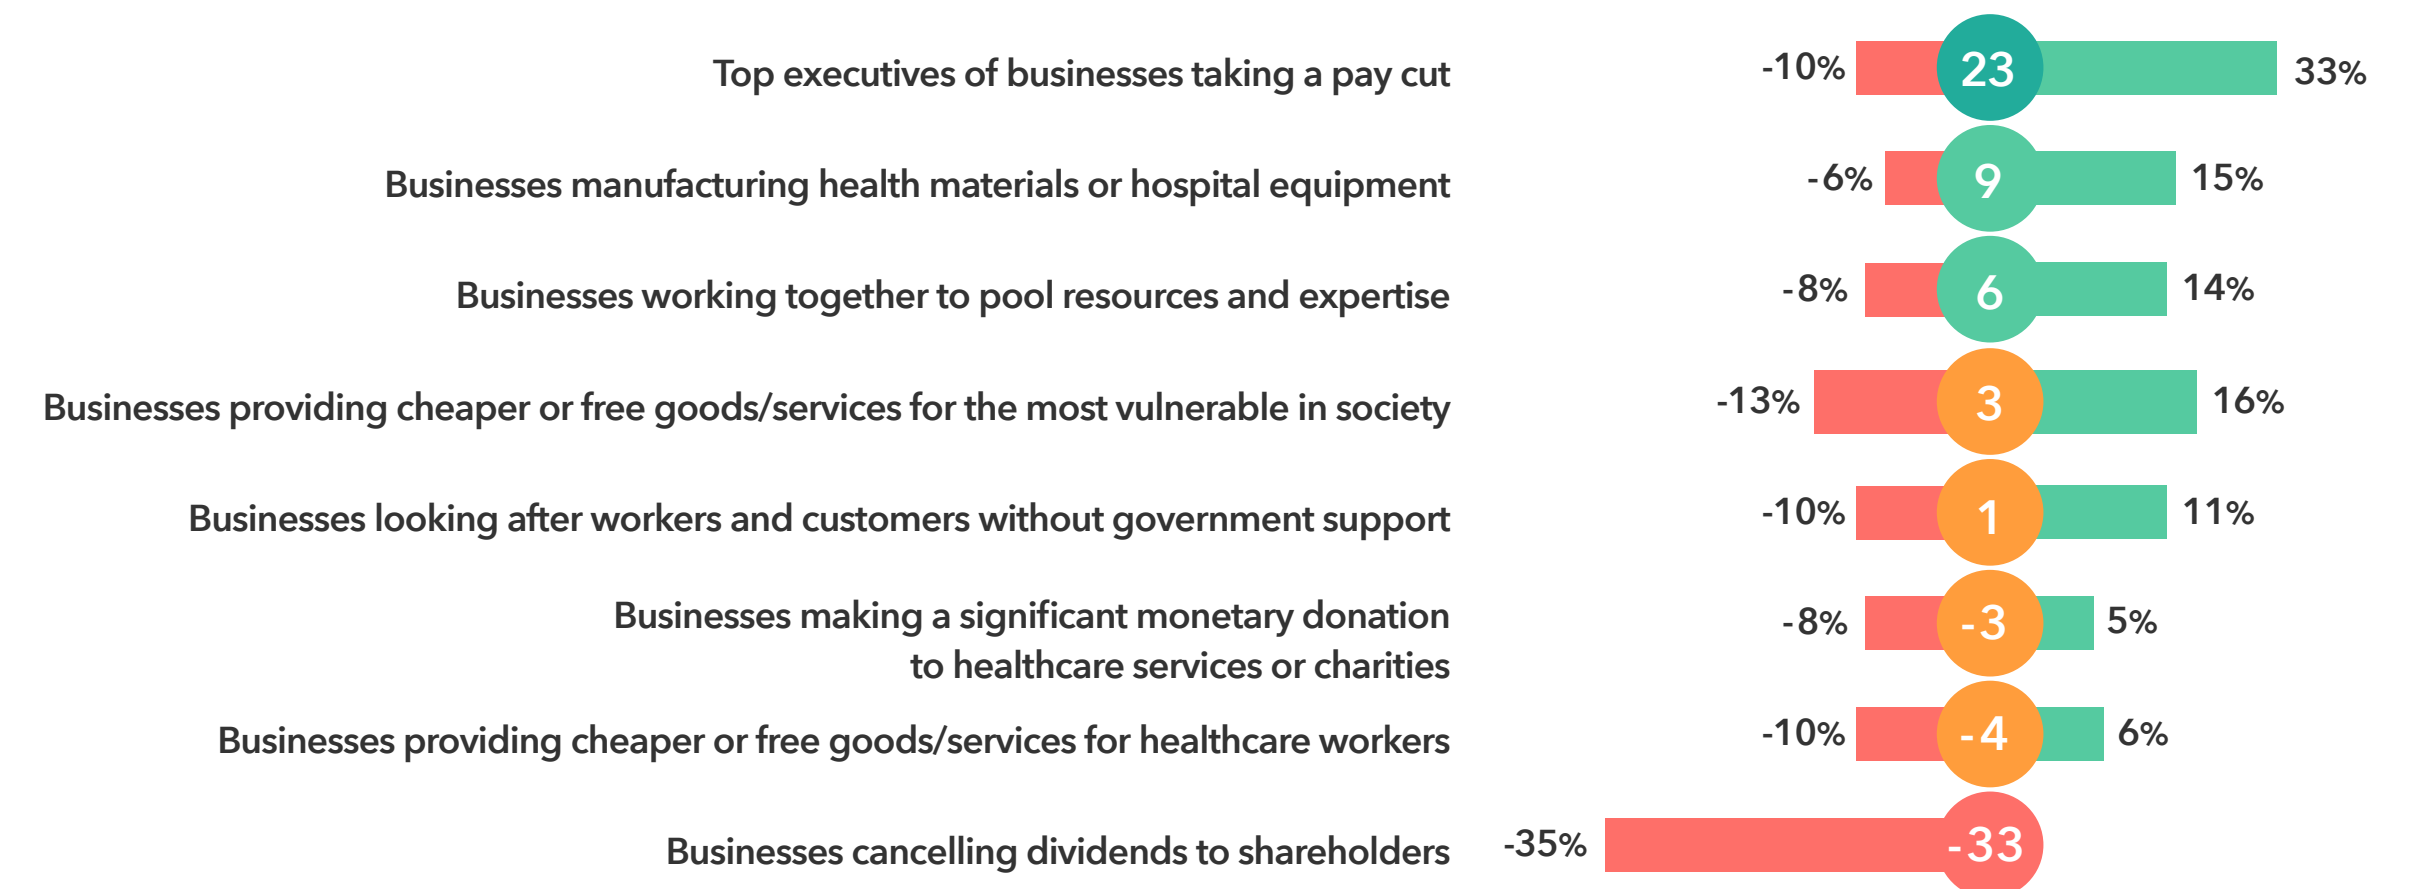 Top executives of businesses taking a pay cut -10% 23 33%
Businesses manufacturing health materials or hospital equipment -6% 9 15%
Businesses working together to pool resources and expertise -8% 6 14%
Businesses providing cheaper or free goods/services for the most vulnerable in society -13% 3 16%
Businesses looking after workers and customers without government support -10% 1 11%
Businesses making a significant monetary donation
to healthcare services or charities -8% -3 5%
Businesses providing cheaper or free goods/services for healthcare workers -10% -4 6%
Businesses cancelling dividends to shareholders -35% -33